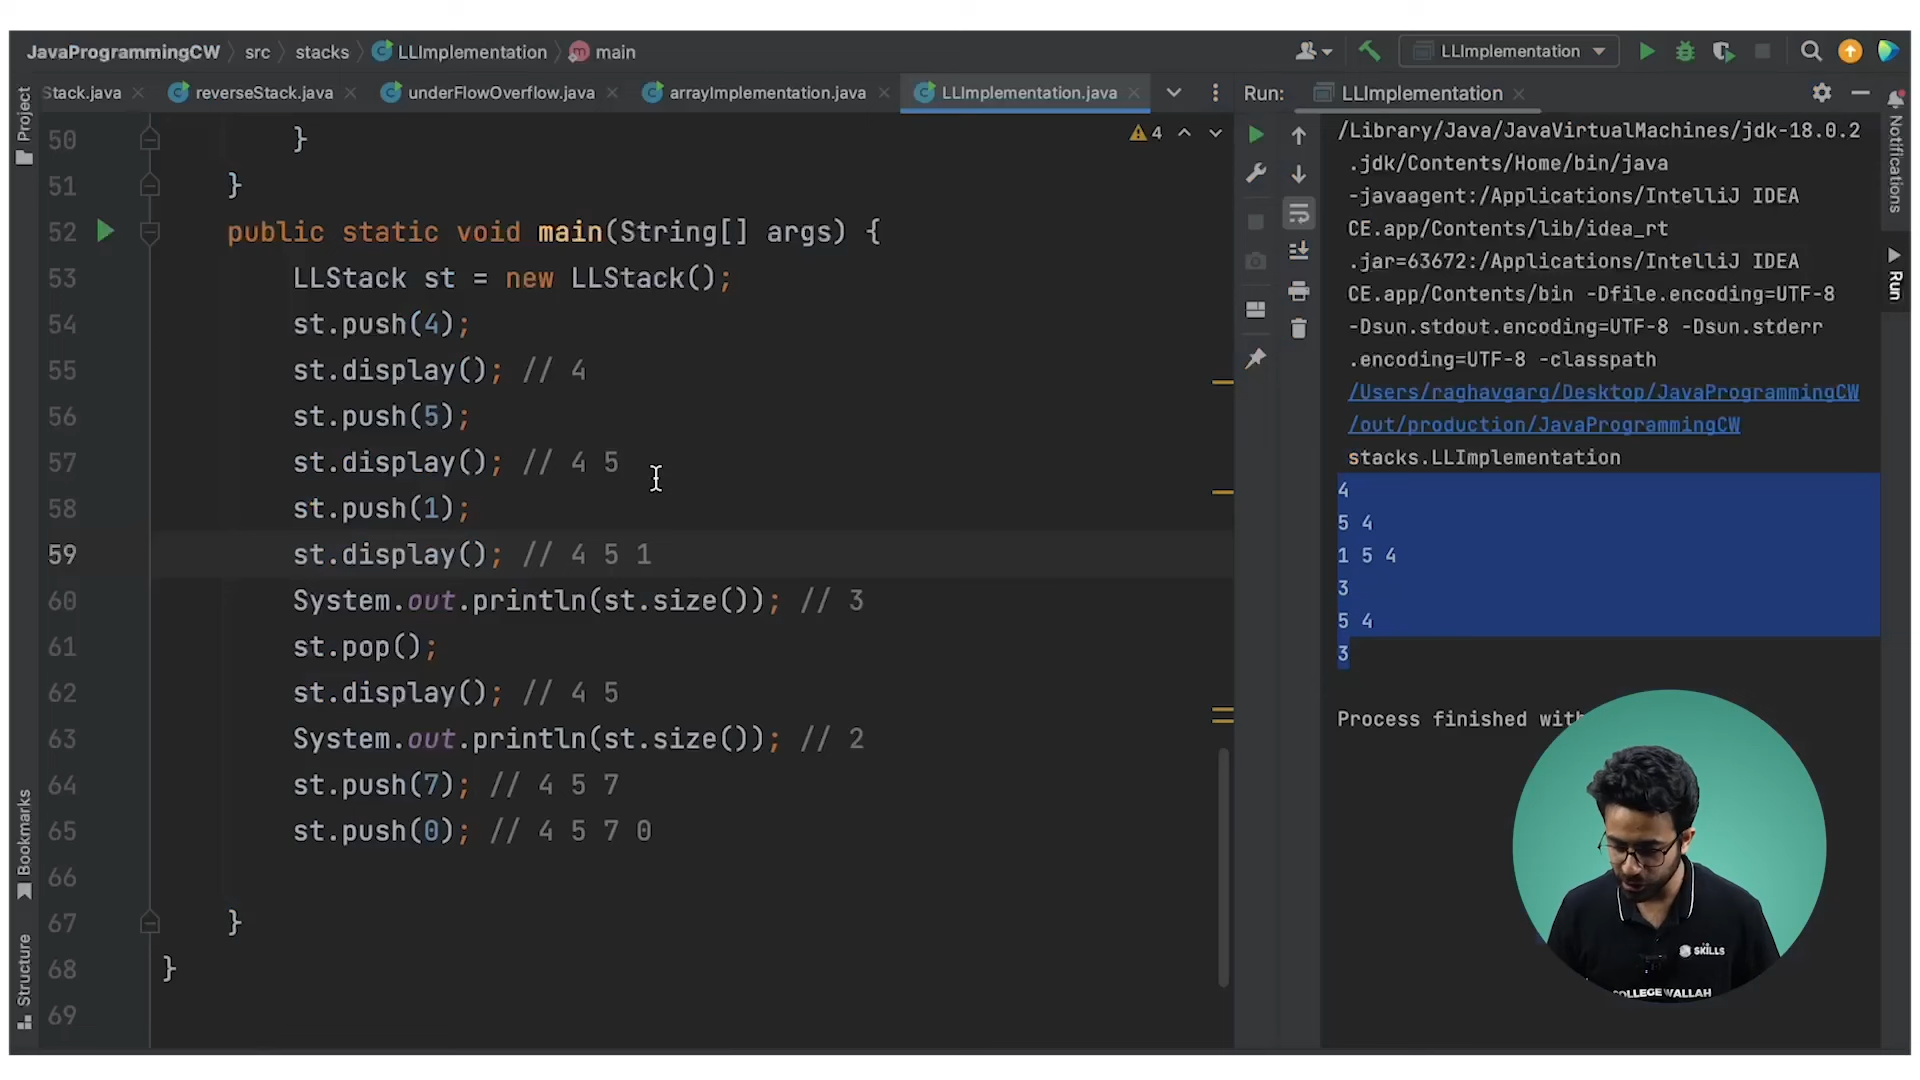 JavaProgrammingCW src stacks LLImplementation main
LLImplementation
Stack.java reverseStack.java underFlowOverflow.java arrayImplementation.java LLImplementation.java
Run: LLImplementation
Project
Bookmarks
Structure
4
50 }
51 }
52 public static void main(String[] args) {
53 LLStack st = new LLStack();
54 st.push(4);
55 st.display(); // 4
56 st.push(5);
57 st.display(); // 4 5
58 st.push(1);
59 st.display(); // 4 5 1
60 System.out.println(st.size()); // 3
61 st.pop();
62 st.display(); // 4 5
63 System.out.println(st.size()); // 2
64 st.push(7); // 4 5 7
65 st.push(0); // 4 5 7 0
66
67 }
68 }
69
/Library/Java/JavaVirtualMachines/jdk-18.0.2
.jdk/Contents/Home/bin/java
-javaagent:/Applications/IntelliJ IDEA
CE.app/Contents/lib/idea_rt
.jar=63672:/Applications/IntelliJ IDEA
CE.app/Contents/bin -Dfile.encoding=UTF-8
-Dsun.stdout.encoding=UTF-8 -Dsun.stderr
.encoding=UTF-8 -classpath
/Users/raghavgarg/Desktop/JavaProgrammingCW
/out/production/JavaProgrammingCW
stacks.LLImplementation
4
5 4
1 5 4
3
5 4
3
Process finished with
Notifications
Run
SKILLS
COLLEGE WALLAH